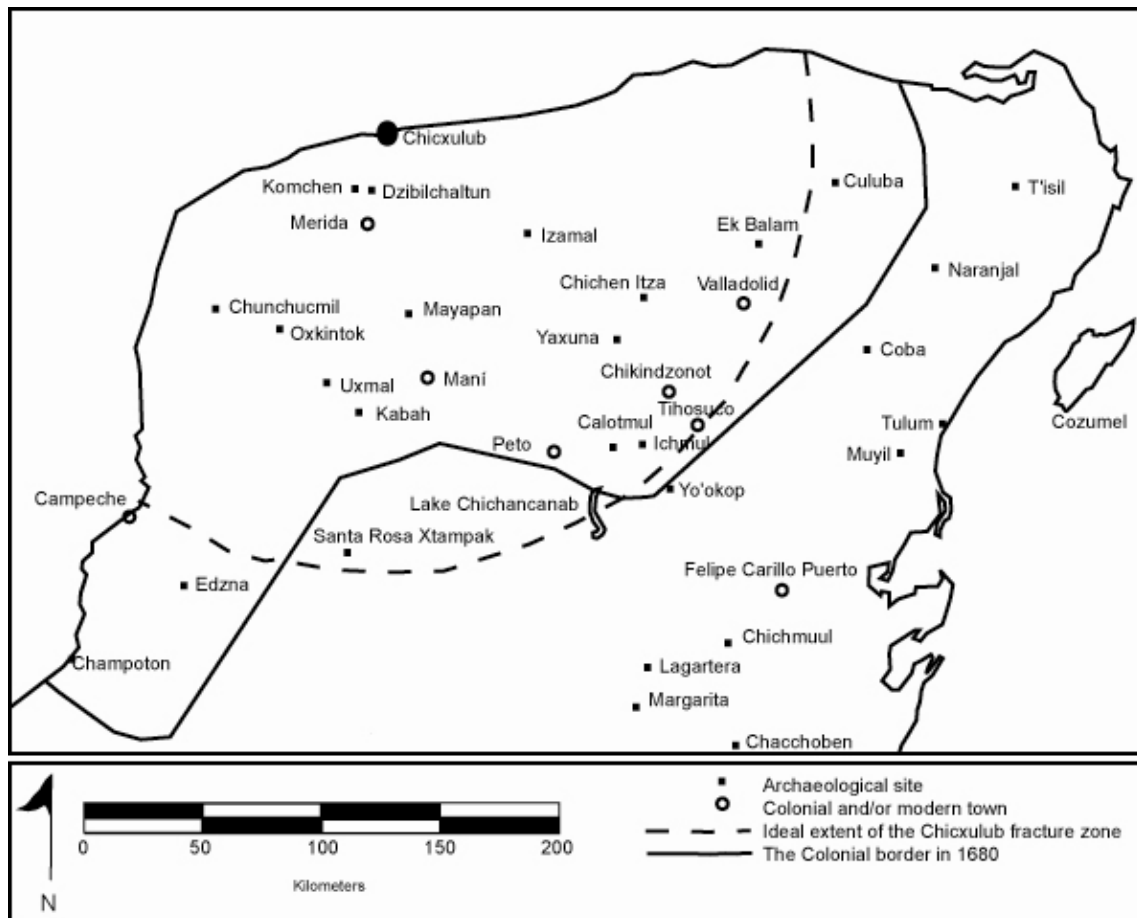 Chicxulub
Komchen
Dzibilchaltun
Culuba
T'isil
Merida
Izamal
Ek Balam
Naranjal
Chichen Itza
Valladolid
Chunchucmil
Mayapan
Oxkintok
Yaxuna
Coba
Chikindzonot
Uxmal
Maní
Kabah
Tihosuco
Calotmul
Tulum
Cozumel
Peto
Ichmul
Muyil
Campeche
Lake Chichancanab
Yo'okop
Santa Rosa Xtampak
Edzna
Felipe Carillo Puerto
Chichmuul
Champoton
Lagartera
Margarita
Chacchoben
N
0 50 100 150 200
Kilometers
Archaeological site
Colonial and/or modern town
Ideal extent of the Chicxulub fracture zone
The Colonial border in 1680